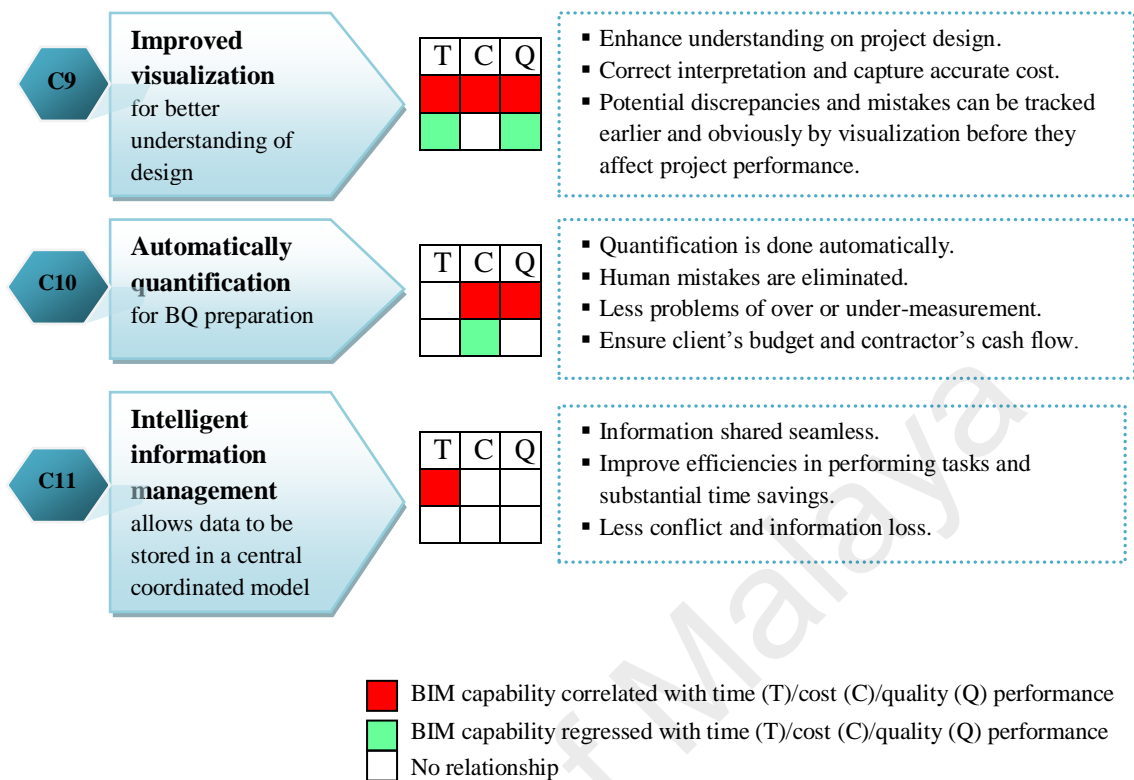 C9
Improved
visualization
for better
understanding of
design
T C Q
▪ Enhance understanding on project design.
▪ Correct interpretation and capture accurate cost.
▪ Potential discrepancies and mistakes can be tracked
earlier and obviously by visualization before they
affect project performance.
C10
Automatically
quantification
for BQ preparation
T C Q
▪ Quantification is done automatically.
▪ Human mistakes are eliminated.
▪ Less problems of over or under-measurement.
▪ Ensure client's budget and contractor's cash flow.
C11
Intelligent
information
management
allows data to be
stored in a central
coordinated model
T C Q
▪ Information shared seamless.
▪ Improve efficiencies in performing tasks and
substantial time savings.
▪ Less conflict and information loss.
BIM capability correlated with time (T)/cost (C)/quality (Q) performance
BIM capability regressed with time (T)/cost (C)/quality (Q) performance
No relationship
f Malaya